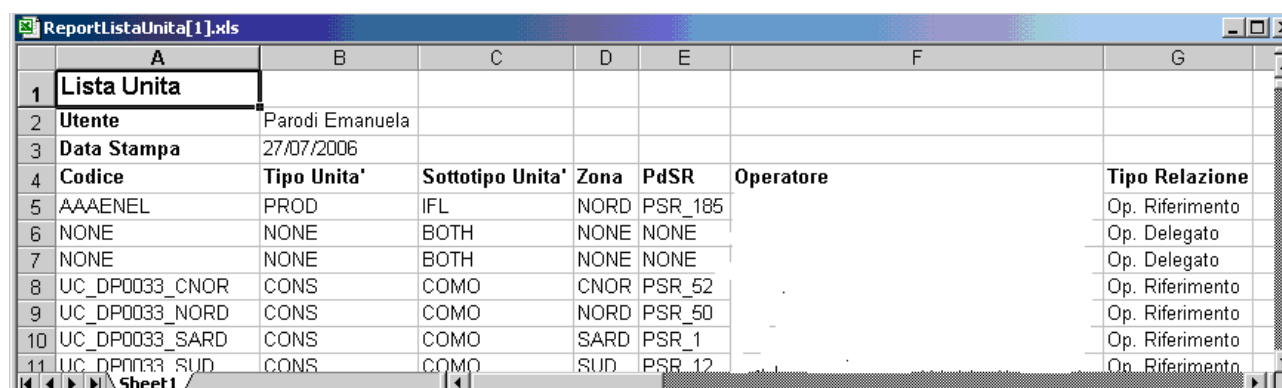 ReportListaUnita[1].xls
A B C D E F G
1 Lista Unita
2 Utente Parodi Emanuela
3 Data Stampa 27/07/2006
4 Codice Tipo Unita' Sottotipo Unita' Zona PdSR Operatore Tipo Relazione
5 AAAENEL PROD IFL NORD PSR_185 Op. Riferimento
6 NONE NONE BOTH NONE NONE Op. Delegato
7 NONE NONE BOTH NONE NONE Op. Delegato
8 UC_DP0033_CNOR CONS COMO CNOR PSR_52 Op. Riferimento
9 UC_DP0033_NORD CONS COMO NORD PSR_50 Op. Riferimento
10 UC_DP0033_SARD CONS COMO SARD PSR_1 Op. Riferimento
11 UC_DP0033_SUD CONS COMO SUD PSR_12 Op. Riferimento
Sheet1